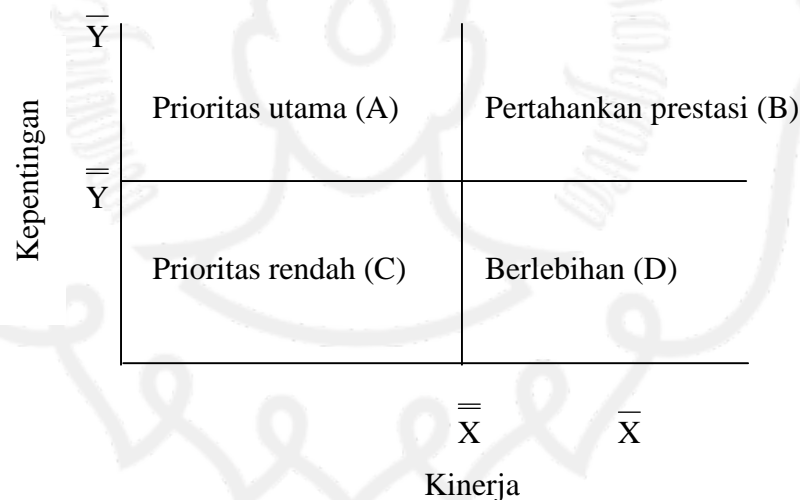 Y̅
Prioritas utama (A) Pertahankan prestasi (B)
Kepentingan
Y̿
Prioritas rendah (C) Berlebihan (D)
X̿ X̅
Kinerja